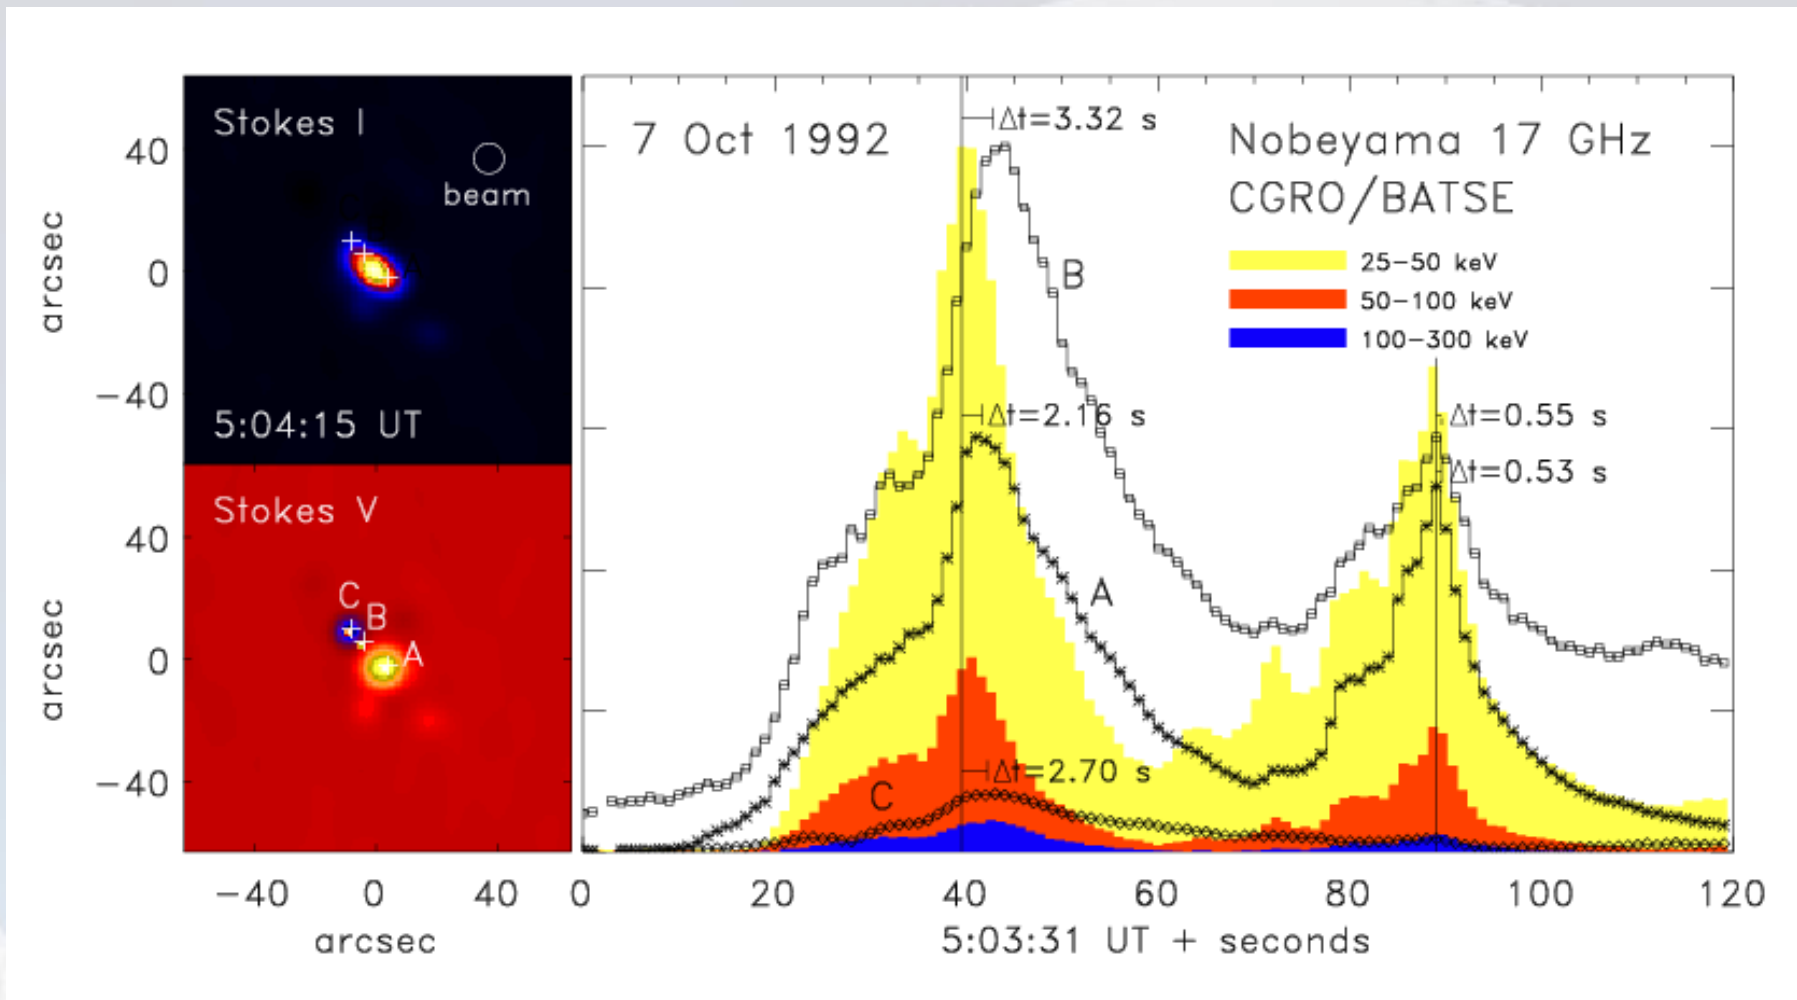 Stokes I
beam
5:04:15 UT
40
0
−40
arcsec
Stokes V
C
B
A
40
0
−40
arcsec
−40 0 40
arcsec
7 Oct 1992
Δt=3.32 s
Nobeyama 17 GHz
CGRO/BATSE
25−50 keV
50−100 keV
100−300 keV
B
Δt=2.16 s
Δt=0.55 s
Δt=0.53 s
A
Δt=2.70 s
C
0 20 40 60 80 100 120
5:03:31 UT + seconds